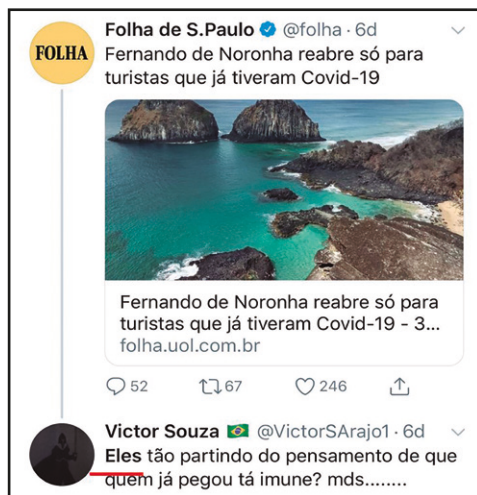 Folha de S.Paulo @folha · 6d
FOLHA
Fernando de Noronha reabre só para
turistas que já tiveram Covid-19
Fernando de Noronha reabre só para
turistas que já tiveram Covid-19 - 3...
folha.uol.com.br
52 67 246
Victor Souza 🇧🇷 @VictorSArajo1 · 6d
Eles tão partindo do pensamento de que
quem já pegou tá imune? mds........